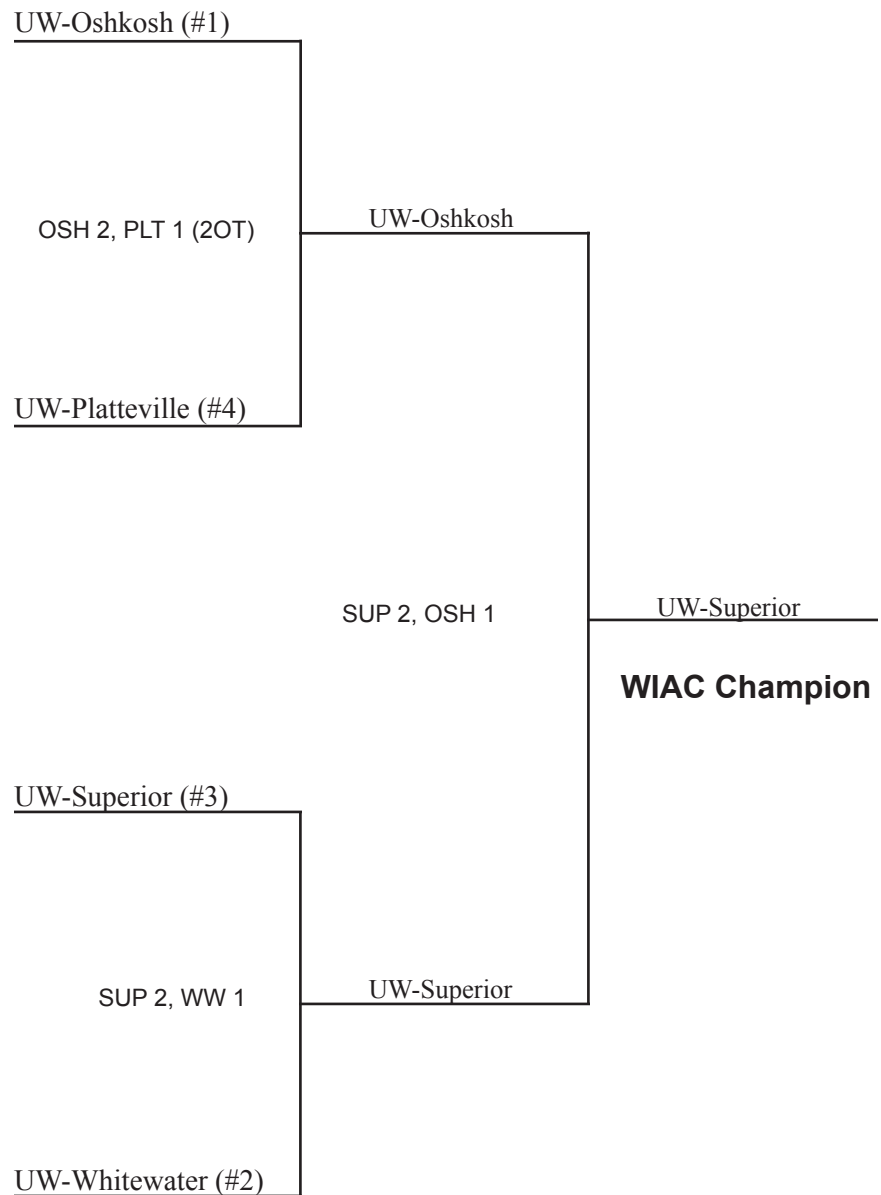 UW-Oshkosh (#1)
OSH 2, PLT 1 (2OT)
UW-Oshkosh
UW-Platteville (#4)
SUP 2, OSH 1
UW-Superior
WIAC Champion
UW-Superior (#3)
SUP 2, WW 1
UW-Superior
UW-Whitewater (#2)